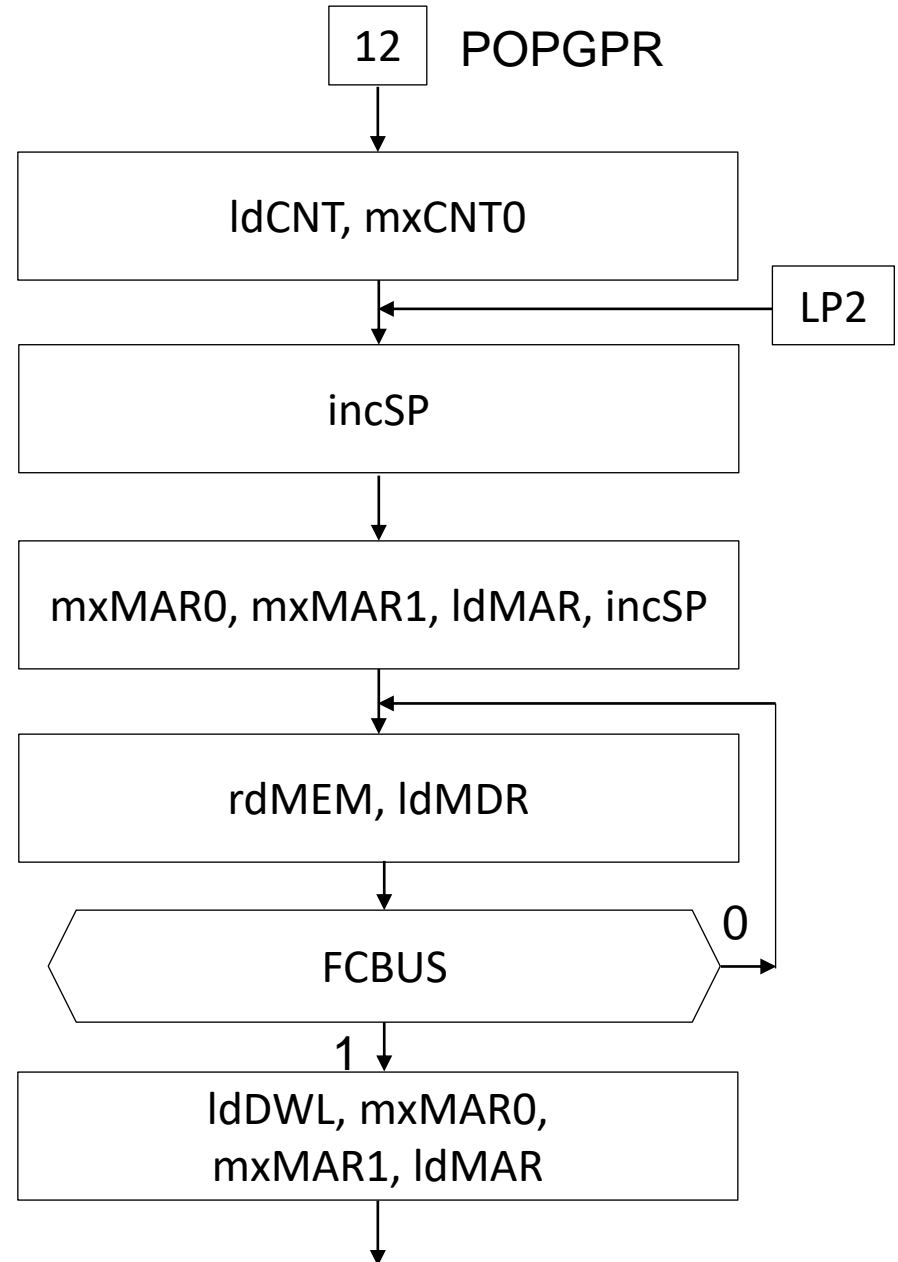 12 POPGPR
ldCNT, mxCNT0
LP2
incSP
mxMAR0, mxMAR1, ldMAR, incSP
rdMEM, ldMDR
0
FCBUS
1
ldDWL, mxMAR0,
mxMAR1, ldMAR